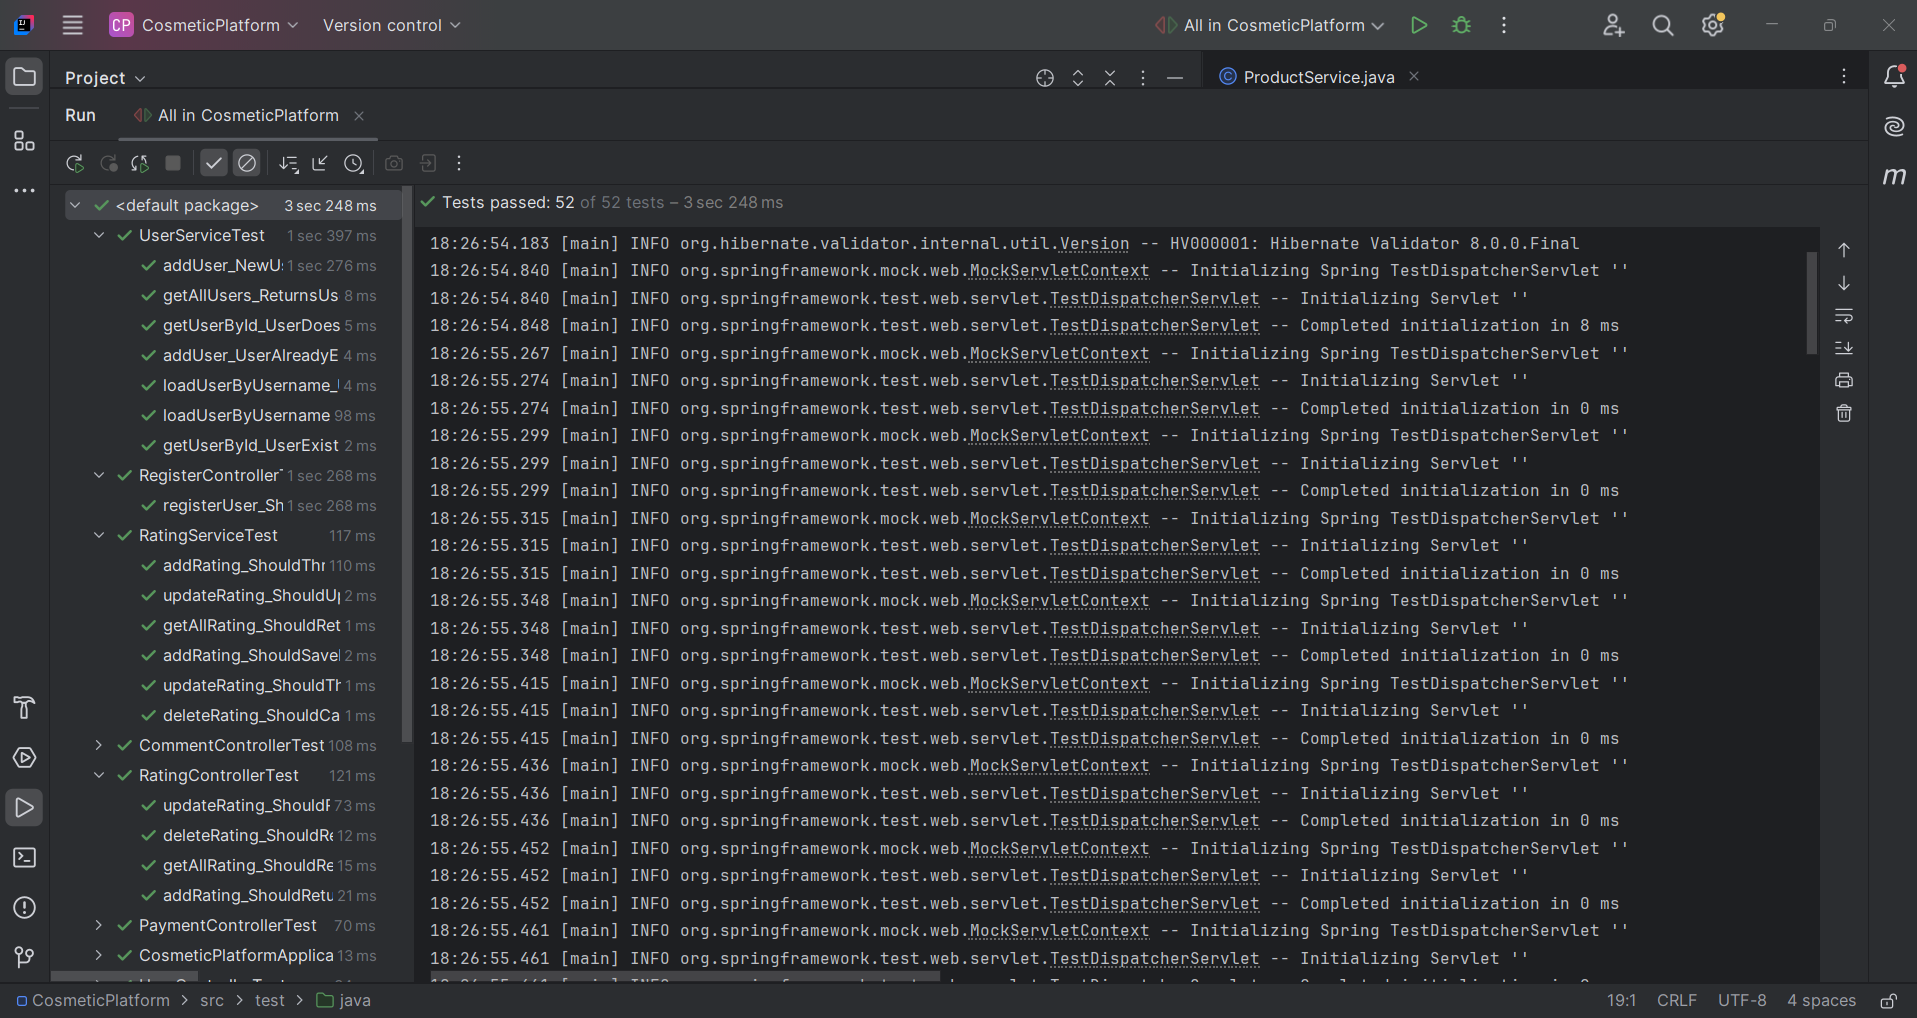 CP CosmeticPlatform Version control All in CosmeticPlatform
Project ProductService.java
Run All in CosmeticPlatform
<default package> 3 sec 248 ms
UserServiceTest 1 sec 397 ms
addUser_NewU 1 sec 276 ms
getAllUsers_ReturnsUs 8 ms
getUserById_UserDoes 5 ms
addUser_UserAlreadyE 4 ms
loadUserByUsername_ 4 ms
loadUserByUsername 98 ms
getUserById_UserExist 2 ms
RegisterController 1 sec 268 ms
registerUser_Sh 1 sec 268 ms
RatingServiceTest 117 ms
addRating_ShouldThr 110 ms
updateRating_ShouldU 2 ms
getAllRating_ShouldRet 1 ms
addRating_ShouldSave 2 ms
updateRating_ShouldTh 1 ms
deleteRating_ShouldCa 1 ms
CommentControllerTest 108 ms
RatingControllerTest 121 ms
updateRating_ShouldF 73 ms
deleteRating_ShouldRe 12 ms
getAllRating_ShouldRe 15 ms
addRating_ShouldRetu 21 ms
PaymentControllerTest 70 ms
CosmeticPlatformApplica 13 ms
Tests passed: 52 of 52 tests – 3 sec 248 ms
18:26:54.183 [main] INFO org.hibernate.validator.internal.util.Version -- HV000001: Hibernate Validator 8.0.0.Final
18:26:54.840 [main] INFO org.springframework.mock.web.MockServletContext -- Initializing Spring TestDispatcherServlet ''
18:26:54.840 [main] INFO org.springframework.test.web.servlet.TestDispatcherServlet -- Initializing Servlet ''
18:26:54.848 [main] INFO org.springframework.test.web.servlet.TestDispatcherServlet -- Completed initialization in 8 ms
18:26:55.267 [main] INFO org.springframework.mock.web.MockServletContext -- Initializing Spring TestDispatcherServlet ''
18:26:55.274 [main] INFO org.springframework.test.web.servlet.TestDispatcherServlet -- Initializing Servlet ''
18:26:55.274 [main] INFO org.springframework.test.web.servlet.TestDispatcherServlet -- Completed initialization in 0 ms
18:26:55.299 [main] INFO org.springframework.mock.web.MockServletContext -- Initializing Spring TestDispatcherServlet ''
18:26:55.299 [main] INFO org.springframework.test.web.servlet.TestDispatcherServlet -- Initializing Servlet ''
18:26:55.299 [main] INFO org.springframework.test.web.servlet.TestDispatcherServlet -- Completed initialization in 0 ms
18:26:55.315 [main] INFO org.springframework.mock.web.MockServletContext -- Initializing Spring TestDispatcherServlet ''
18:26:55.315 [main] INFO org.springframework.test.web.servlet.TestDispatcherServlet -- Initializing Servlet ''
18:26:55.315 [main] INFO org.springframework.test.web.servlet.TestDispatcherServlet -- Completed initialization in 0 ms
18:26:55.348 [main] INFO org.springframework.mock.web.MockServletContext -- Initializing Spring TestDispatcherServlet ''
18:26:55.348 [main] INFO org.springframework.test.web.servlet.TestDispatcherServlet -- Initializing Servlet ''
18:26:55.348 [main] INFO org.springframework.test.web.servlet.TestDispatcherServlet -- Completed initialization in 0 ms
18:26:55.415 [main] INFO org.springframework.mock.web.MockServletContext -- Initializing Spring TestDispatcherServlet ''
18:26:55.415 [main] INFO org.springframework.test.web.servlet.TestDispatcherServlet -- Initializing Servlet ''
18:26:55.415 [main] INFO org.springframework.test.web.servlet.TestDispatcherServlet -- Completed initialization in 0 ms
18:26:55.436 [main] INFO org.springframework.mock.web.MockServletContext -- Initializing Spring TestDispatcherServlet ''
18:26:55.436 [main] INFO org.springframework.test.web.servlet.TestDispatcherServlet -- Initializing Servlet ''
18:26:55.436 [main] INFO org.springframework.test.web.servlet.TestDispatcherServlet -- Completed initialization in 0 ms
18:26:55.452 [main] INFO org.springframework.mock.web.MockServletContext -- Initializing Spring TestDispatcherServlet ''
18:26:55.452 [main] INFO org.springframework.test.web.servlet.TestDispatcherServlet -- Initializing Servlet ''
18:26:55.452 [main] INFO org.springframework.test.web.servlet.TestDispatcherServlet -- Completed initialization in 0 ms
18:26:55.461 [main] INFO org.springframework.mock.web.MockServletContext -- Initializing Spring TestDispatcherServlet ''
18:26:55.461 [main] INFO org.springframework.test.web.servlet.TestDispatcherServlet -- Initializing Servlet ''
CosmeticPlatform > src > test > java 19:1 CRLF UTF-8 4 spaces